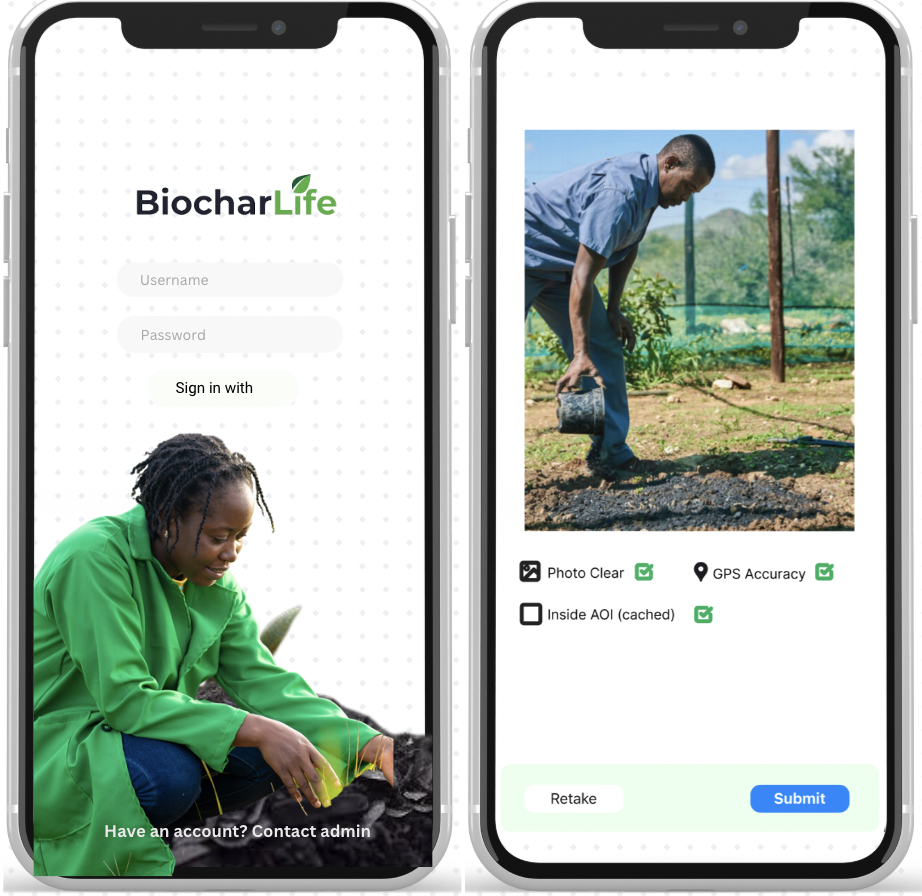 BiocharLife
Username
Password
Sign in with
Have an account? Contact admin
Photo Clear
GPS Accuracy
Inside AOI (cached)
Retake
Submit